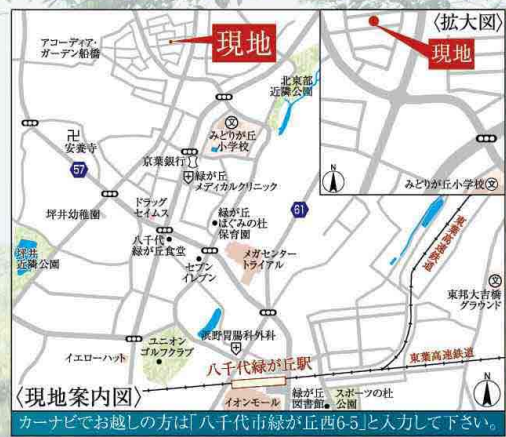 〈拡大図〉
現地
アコーディア・
ガーデン船橋
現地
北東部
近隣公園
みどりが丘
小学校
卍
安養寺
京葉銀行
57
緑が丘
メディカルクリニック
N
みどりが丘小学校
坪井幼稚園
ドラッグ
セイムス
緑が丘
はぐみの杜
保育園
61
東葉高速鉄道
八千代
緑が丘食堂
坪井
近隣公園
セブン
イレブン
メガセンター
トライアル
東邦大吉橋
グラウンド
浜野胃腸科外科
ユニオン
ゴルフクラブ
イエローハット
八千代緑が丘駅
東葉高速鉄道
〈現地案内図〉
イオンモール
緑が丘
図書館
スポーツの杜
公園
N
カーナビでお越しの方は「八千代市緑が丘西6-5」と入力して下さい。